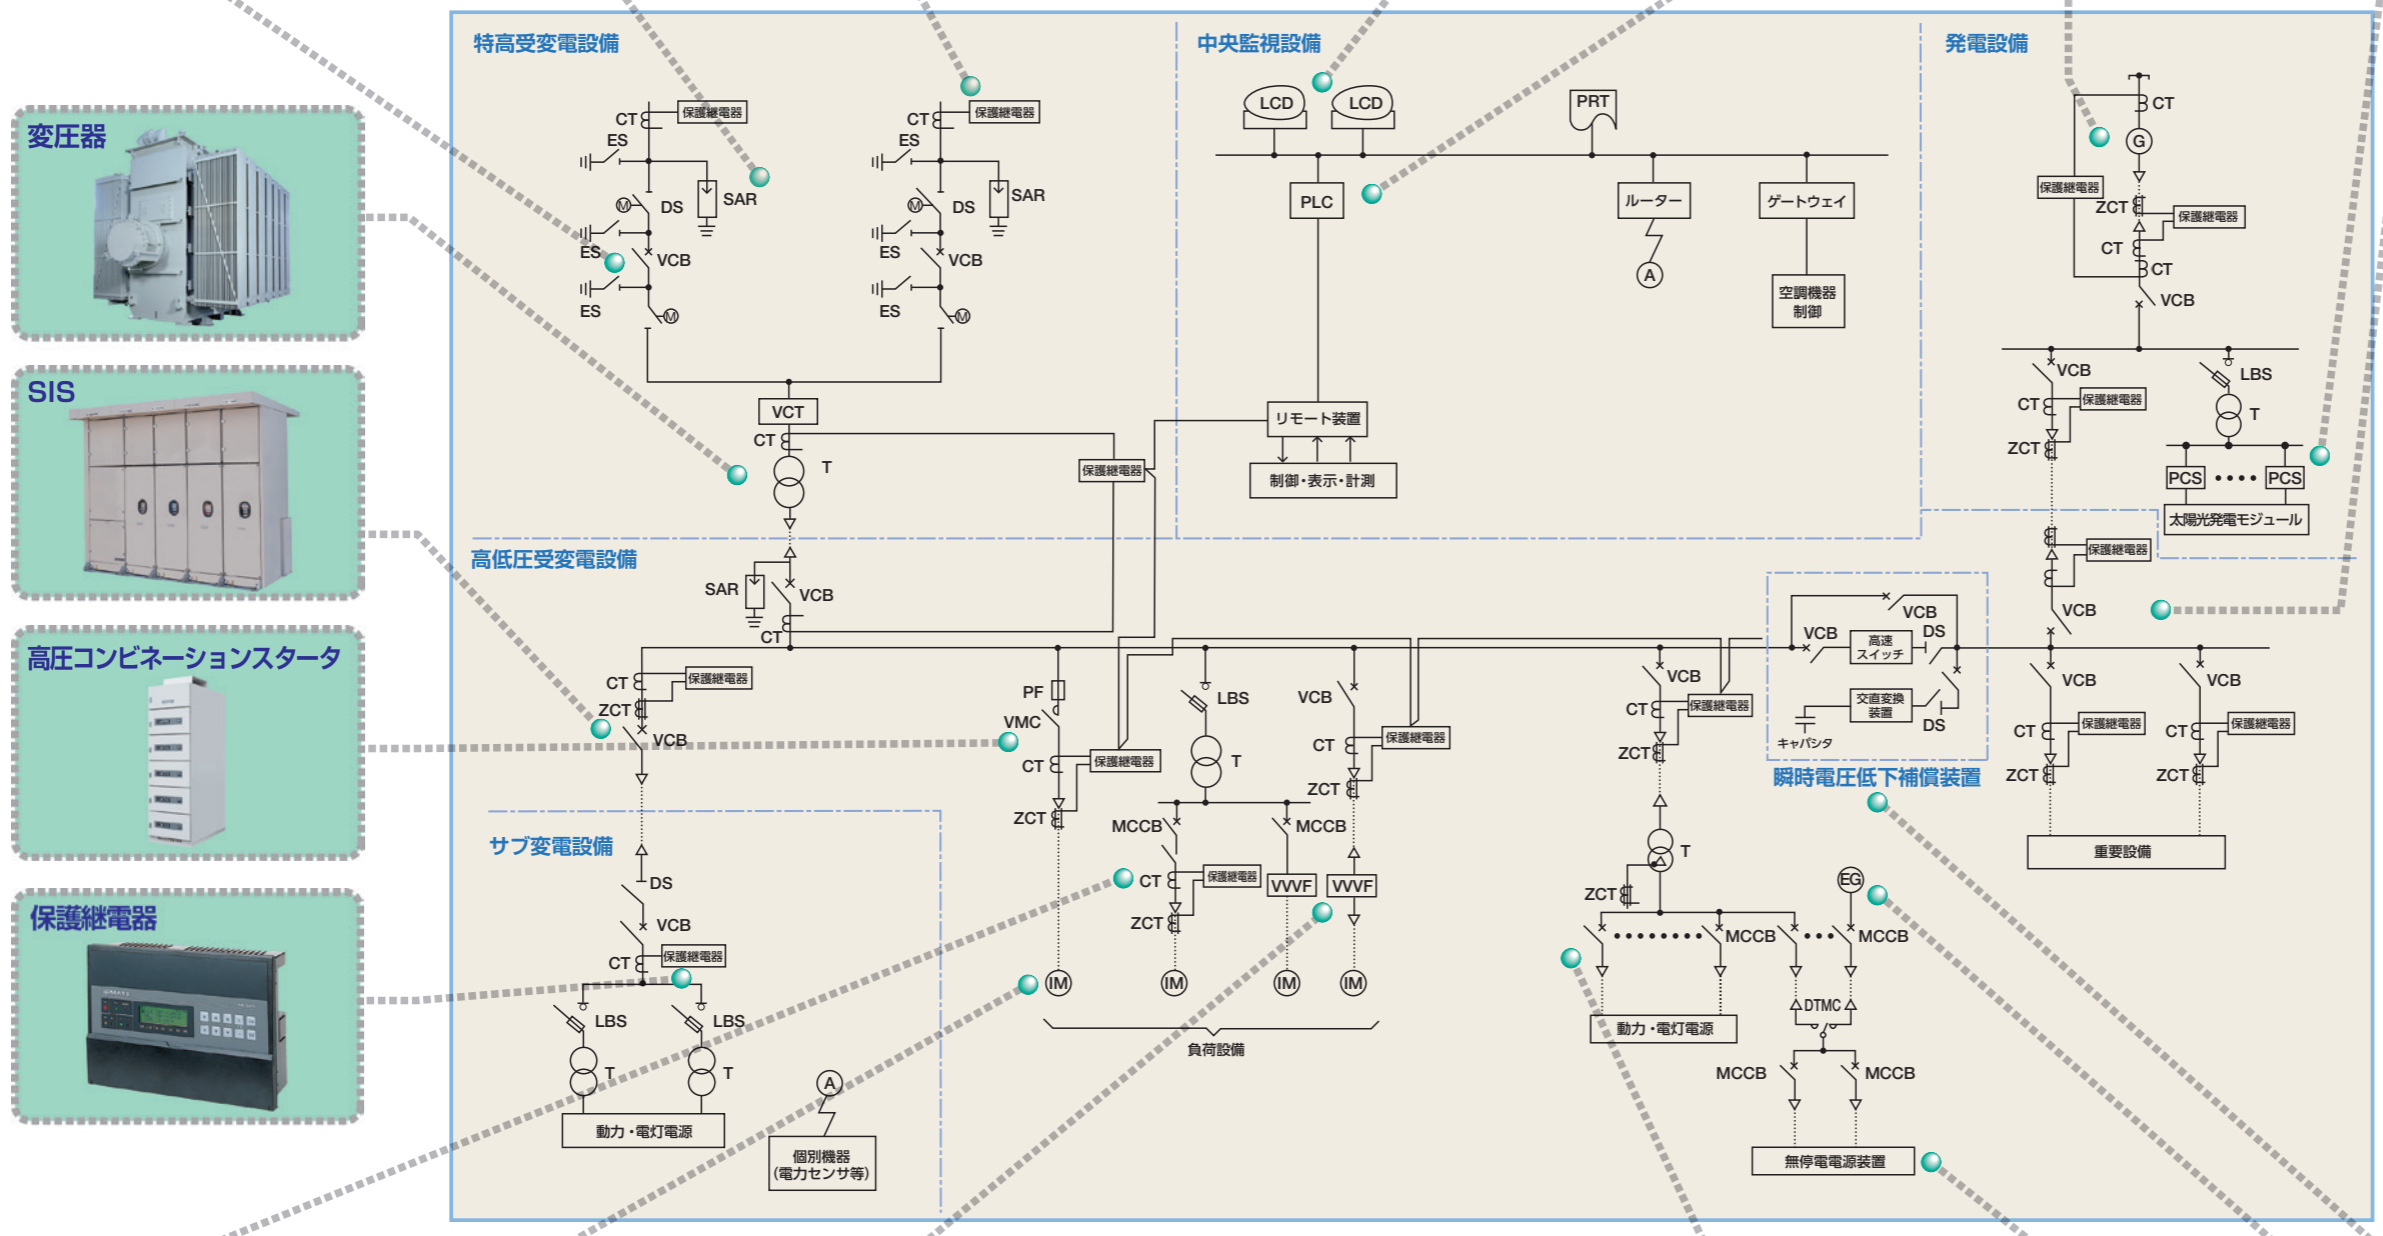 変圧器
SIS
高圧コンビネーションスタータ
保護継電器
特高受変電設備
CT
保護継電器
ES
SAR
M
DS
ES
VCB
ES
M
CT
保護継電器
ES
SAR
M
DS
ES
VCB
ES
M
VCT
CT
T
保護継電器
中央監視設備
LCD
LCD
PRT
PLC
ルーター
ゲートウェイ
A
空調機器
制御
リモート装置
制御・表示・計測
発電設備
CT
G
保護継電器
ZCT
保護継電器
CT
CT
VCB
VCB
LBS
CT
保護継電器
T
ZCT
PCS
PCS
太陽光発電モジュール
保護継電器
VCB
高低圧受変電設備
SAR
VCB
CT
CT
保護継電器
ZCT
VCB
PF
VMC
CT
保護継電器
ZCT
IM
LBS
T
MCCB
MCCB
CT
保護継電器
VVVF
ZCT
IM
IM
VCB
CT
保護継電器
ZCT
VVVF
IM
負荷設備
VCB
CT
保護継電器
ZCT
T
ZCT
EG
MCCB
MCCB
DTMC
動力・電灯電源
MCCB
MCCB
無停電電源装置
VCB
VCB
高速
スイッチ
DS
交直変換
装置
DS
キャパシタ
瞬時電圧低下補償装置
VCB
VCB
CT
保護継電器
CT
保護継電器
ZCT
ZCT
重要設備
サブ変電設備
DS
VCB
CT
保護継電器
LBS
LBS
T
T
動力・電灯電源
A
個別機器
(電力センサ等)